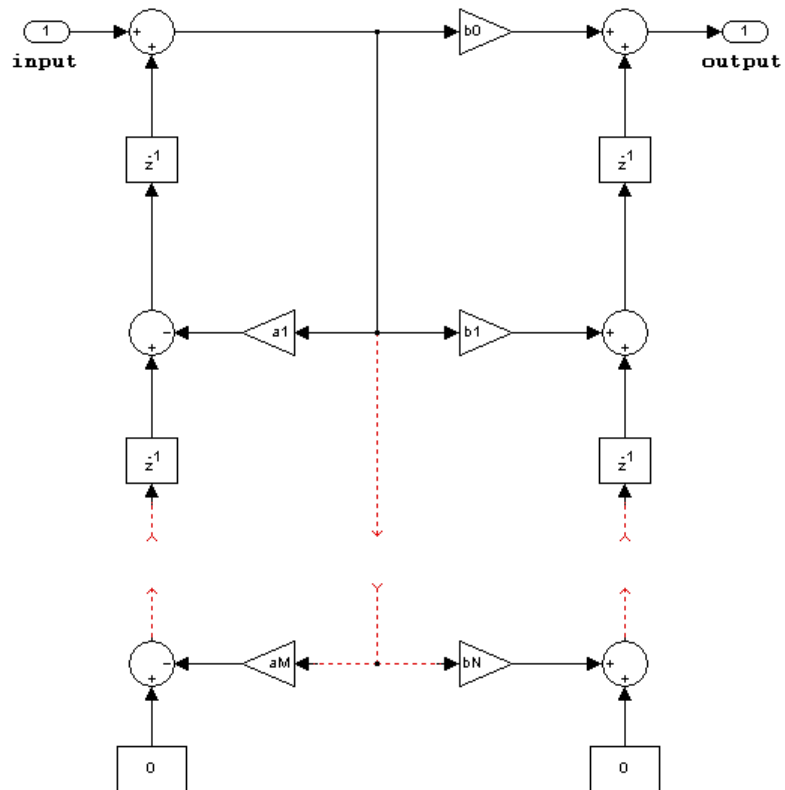 1 + + b0 + + 1
input output
z-1 z-1
- + a1 b1 + +
z-1 z-1
- + aM bN + +
0 0